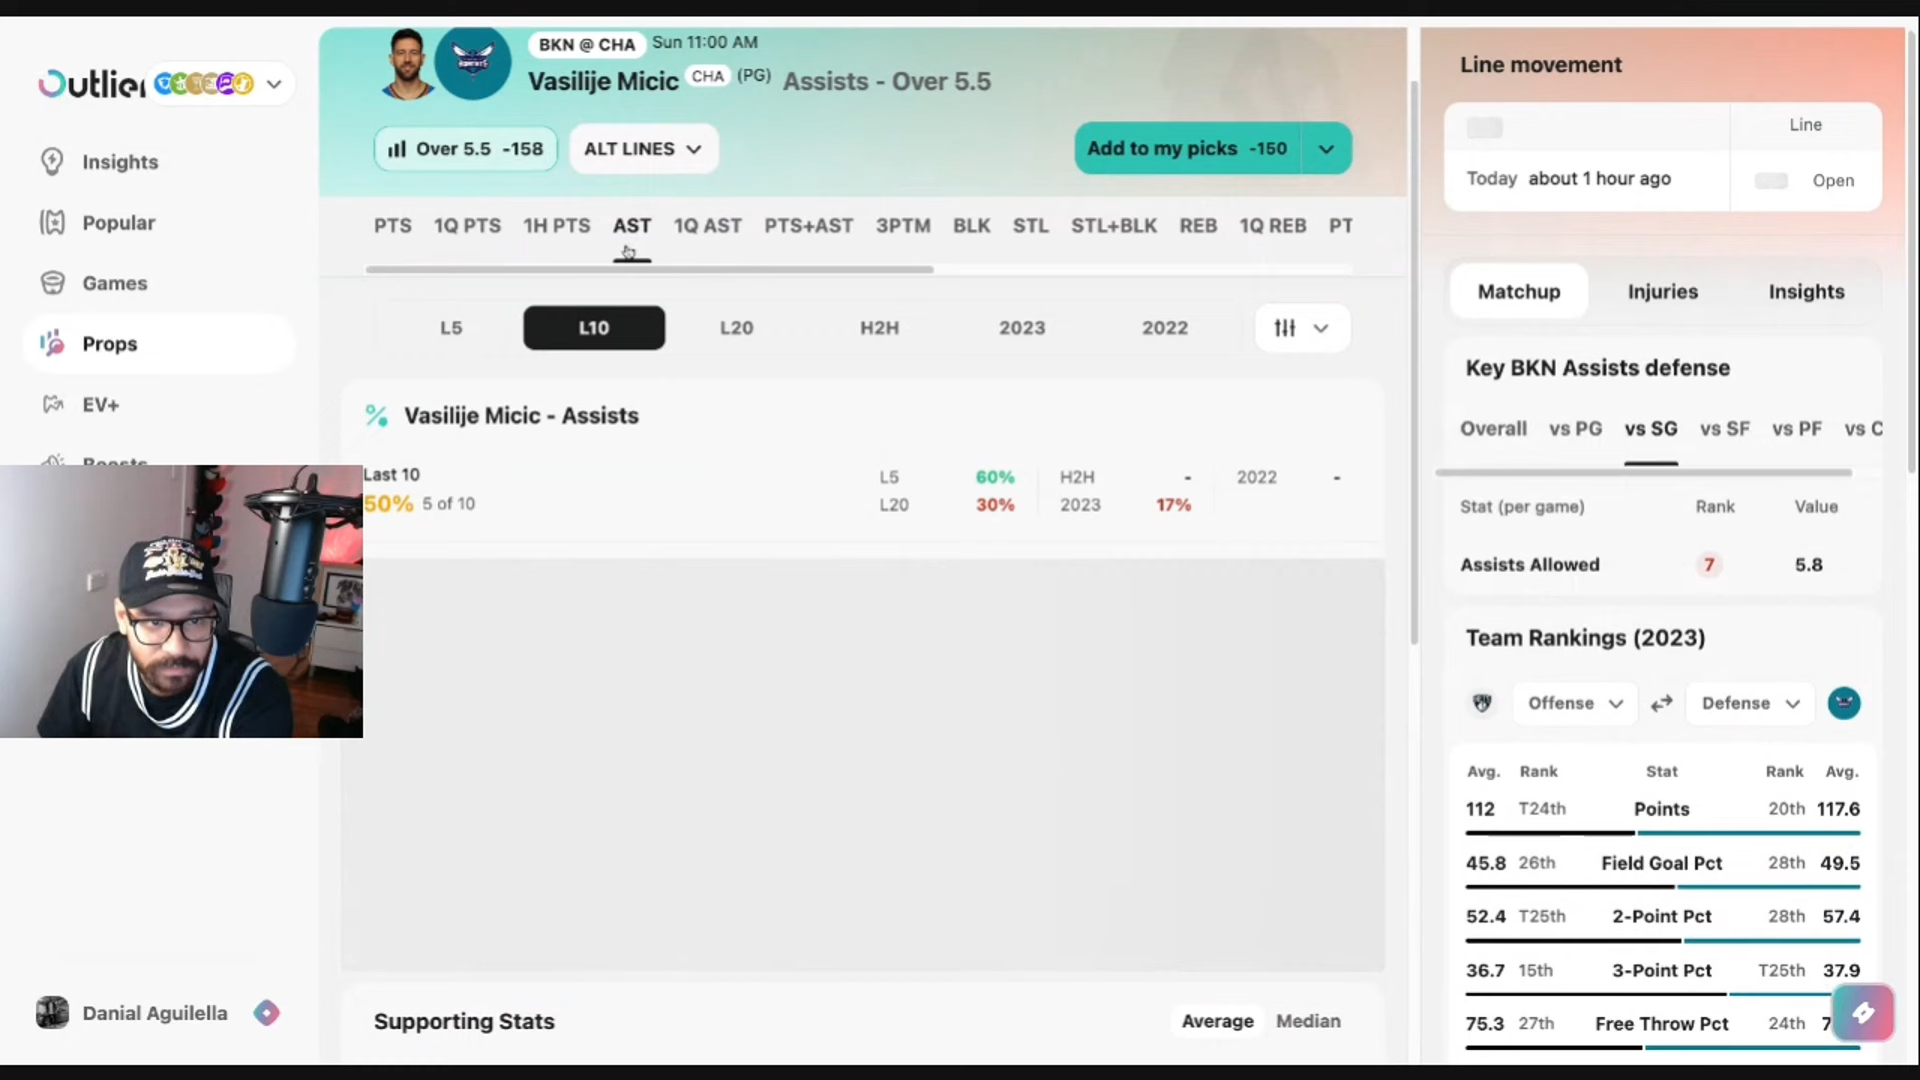 Outlier
Insights
Popular
Games
Props
EV+
Boosts
Danial Aguilella
BKN @ CHA Sun 11:00 AM
Vasilije Micic CHA (PG) Assists - Over 5.5
Over 5.5 -158 ALT LINES Add to my picks -150
PTS 1Q PTS 1H PTS AST 1Q AST PTS+AST 3PTM BLK STL STL+BLK REB 1Q REB PT
L5 L10 L20 H2H 2023 2022
Vasilije Micic - Assists
Last 10 L5 60% H2H - 2022 -
50% 5 of 10 L20 30% 2023 17%
Supporting Stats Average Median
Line movement
Line
Today about 1 hour ago Open
Matchup Injuries Insights
Key BKN Assists defense
Overall vs PG vs SG vs SF vs PF vs C
Stat (per game) Rank Value
Assists Allowed 7 5.8
Team Rankings (2023)
Offense Defense
Avg. Rank Stat Rank Avg.
112 T24th Points 20th 117.6
45.8 26th Field Goal Pct 28th 49.5
52.4 T25th 2-Point Pct 28th 57.4
36.7 15th 3-Point Pct T25th 37.9
75.3 27th Free Throw Pct 24th 7